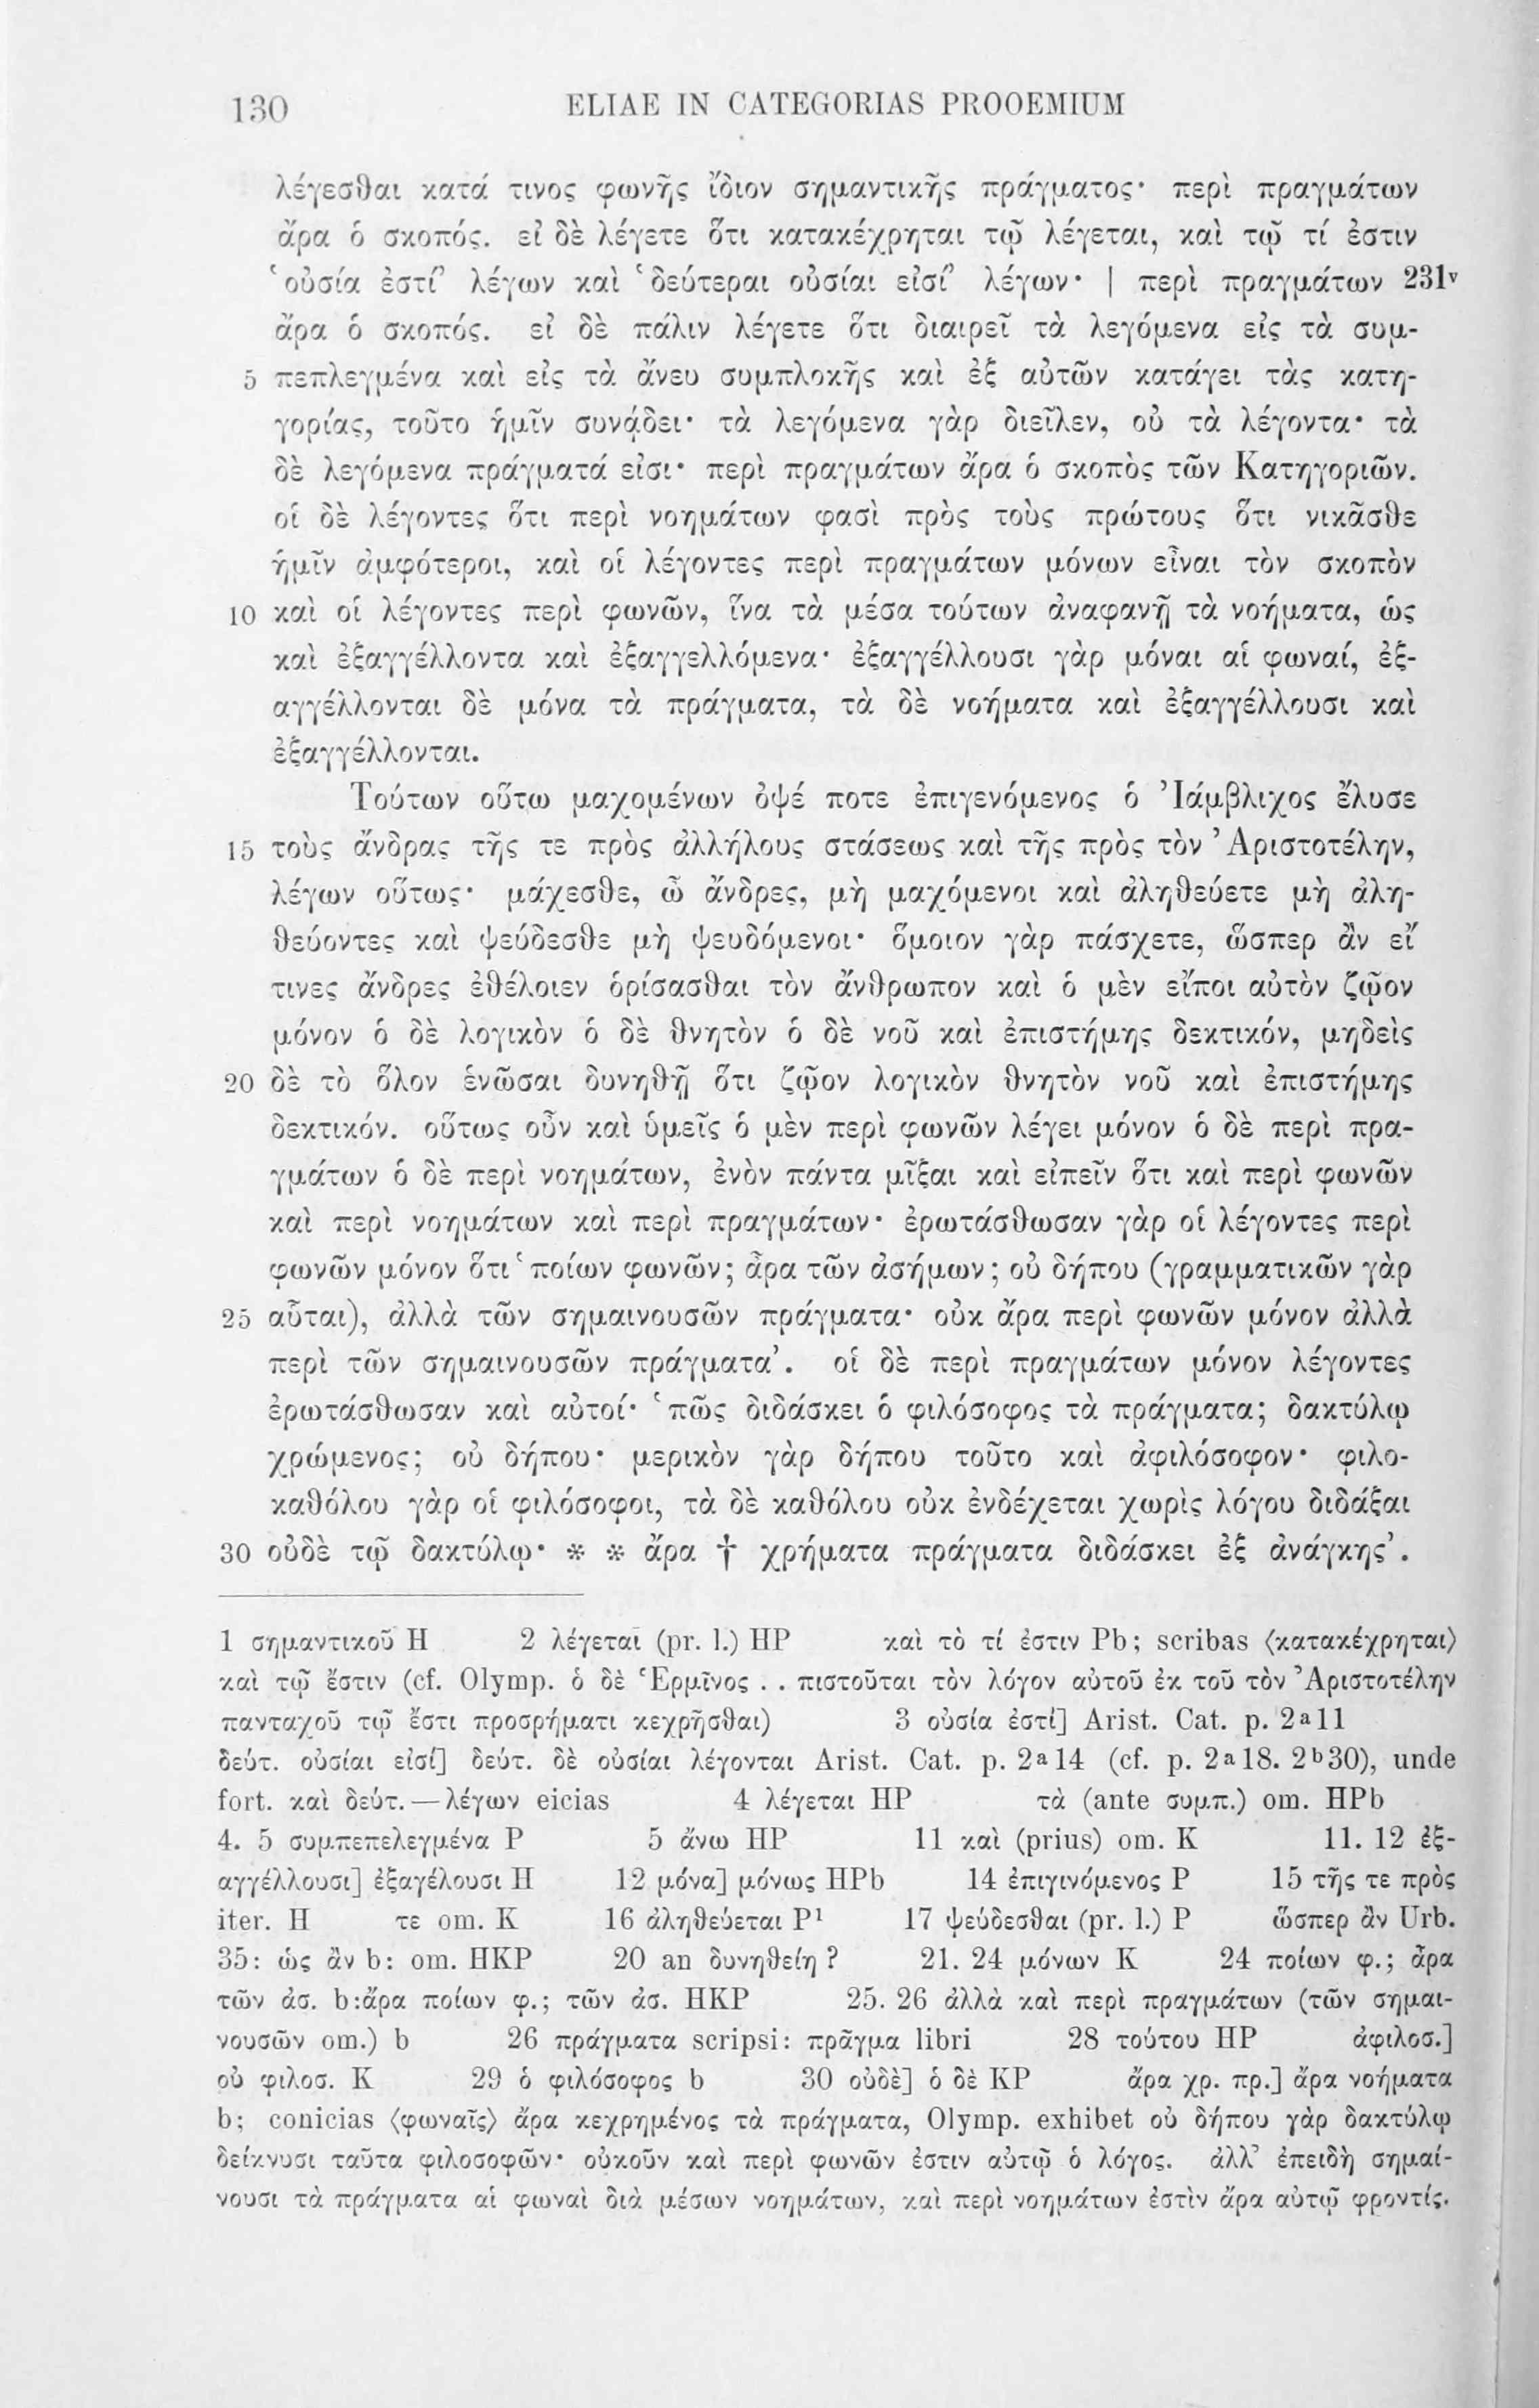 130 ELIAE IN CATEGORIAS PROOEMIUM
λέγεσθαι κατά τινος φωνῆς ἴδιον σημαντικῆς πράγματος· περὶ πραγμάτων
ἄρα ὁ σκοπός. εἰ δὲ λέγετε ὅτι κατακέχρηται τῷ λέγεται, καὶ τῷ τί ἐστιν
‘οὐσία ἐστί’ λέγων καὶ ‘δεύτεραι οὐσίαι εἰσί’ λέγων· | περὶ πραγμάτων 231v
ἄρα ὁ σκοπός. εἰ δὲ πάλιν λέγετε ὅτι διαιρεῖ τὰ λεγόμενα εἰς τὰ συμ-
5 πεπλεγμένα καὶ εἰς τὰ ἄνευ συμπλοκῆς καὶ ἐξ αὐτῶν κατάγει τὰς κατη-
γορίας, τοῦτο ἡμῖν συνᾴδει· τὰ λεγόμενα γὰρ διεῖλεν, οὐ τὰ λέγοντα· τὰ
δὲ λεγόμενα πράγματά εἰσι· περὶ πραγμάτων ἄρα ὁ σκοπὸς τῶν Κατηγοριῶν.
οἱ δὲ λέγοντες ὅτι περὶ νοημάτων φασὶ πρὸς τοὺς πρώτους ὅτι νικᾶσθε
ἡμῖν ἀμφότεροι, καὶ οἱ λέγοντες περὶ πραγμάτων μόνων εἶναι τὸν σκοπὸν
10 καὶ οἱ λέγοντες περὶ φωνῶν, ἵνα τὰ μέσα τούτων ἀναφανῇ τὰ νοήματα, ὡς
καὶ ἐξαγγέλλοντα καὶ ἐξαγγελλόμενα· ἐξαγγέλλουσι γὰρ μόναι αἱ φωναί, ἐξ-
αγγέλλονται δὲ μόνα τὰ πράγματα, τὰ δὲ νοήματα καὶ ἐξαγγέλλουσι καὶ
ἐξαγγέλλονται.
Τούτων οὕτω μαχομένων ὀψέ ποτε ἐπιγενόμενος ὁ Ἰάμβλιχος ἔλυσε
15 τοὺς ἄνδρας τῆς τε πρὸς ἀλλήλους στάσεως καὶ τῆς πρὸς τὸν Ἀριστοτέλην,
λέγων οὕτως· μάχεσθε, ὦ ἄνδρες, μὴ μαχόμενοι καὶ ἀληθεύετε μὴ ἀλη-
θεύοντες καὶ ψεύδεσθε μὴ ψευδόμενοι· ὅμοιον γὰρ πάσχετε, ὥσπερ ἂν εἴ
τινες ἄνδρες ἐθέλοιεν ὁρίσασθαι τὸν ἄνθρωπον καὶ ὁ μὲν εἴποι αὐτὸν ζῷον
μόνον ὁ δὲ λογικὸν ὁ δὲ θνητὸν ὁ δὲ νοῦ καὶ ἐπιστήμης δεκτικόν, μηδεὶς
20 δὲ τὸ ὅλον ἑνῶσαι δυνηθῇ ὅτι ζῷον λογικὸν θνητὸν νοῦ καὶ ἐπιστήμης
δεκτικόν. οὕτως οὖν καὶ ὑμεῖς ὁ μὲν περὶ φωνῶν λέγει μόνον ὁ δὲ περὶ πρα-
γμάτων ὁ δὲ περὶ νοημάτων, ἐνὸν πάντα μῖξαι καὶ εἰπεῖν ὅτι καὶ περὶ φωνῶν
καὶ περὶ νοημάτων καὶ περὶ πραγμάτων· ἐρωτάσθωσαν γὰρ οἱ λέγοντες περὶ
φωνῶν μόνον ὅτι ‘ποίων φωνῶν; ἆρα τῶν ἀσήμων; οὐ δήπου (γραμματικῶν γὰρ
25 αὗται), ἀλλὰ τῶν σημαινουσῶν πράγματα· οὐκ ἄρα περὶ φωνῶν μόνον ἀλλὰ
περὶ τῶν σημαινουσῶν πράγματα’. οἱ δὲ περὶ πραγμάτων μόνον λέγοντες
ἐρωτάσθωσαν καὶ αὐτοί· ‘πῶς διδάσκει ὁ φιλόσοφος τὰ πράγματα; δακτύλῳ
χρώμενος; οὐ δήπου· μερικὸν γὰρ δήπου τοῦτο καὶ ἀφιλόσοφον· φιλο-
καθόλου γὰρ οἱ φιλόσοφοι, τὰ δὲ καθόλου οὐκ ἐνδέχεται χωρὶς λόγου διδάξαι
30 οὐδὲ τῷ δακτύλῳ· * * ἄρα † χρήματα πράγματα διδάσκει ἐξ ἀνάγκης’.
1 σημαντικοῦ H 2 λέγεται (pr. l.) HP καὶ τὸ τί ἐστιν Pb; scribas ⟨κατακέχρηται⟩
καὶ τῷ ἔστιν (cf. Olymp. ὁ δὲ Ἑρμῖνος . . πιστοῦται τὸν λόγον αὐτοῦ ἐκ τοῦ τὸν Ἀριστοτέλην
πανταχοῦ τῷ ἔστι προσρήματι κεχρῆσθαι) 3 οὐσία ἐστί] Arist. Cat. p. 2a11
δεύτ. οὐσίαι εἰσί] δεύτ. δὲ οὐσίαι λέγονται Arist. Cat. p. 2a14 (cf. p. 2a18. 2b30), unde
fort. καὶ δεύτ. — λέγων eicias 4 λέγεται HP τὰ (ante συμπ.) om. HPb
4. 5 συμπεπελεγμένα P 5 ἄνω HP 11 καὶ (prius) om. K 11. 12 ἐξ-
αγγέλλουσι] ἐξαγέλουσι H 12 μόνα] μόνως HPb 14 ἐπιγινόμενος P 15 τῆς τε πρὸς
iter. H τε om. K 16 ἀληθεύεται P1 17 ψεύδεσθαι (pr. l.) P ὥσπερ ἂν Urb.
35: ὡς ἂν b: om. HKP 20 an δυνηθείη ? 21. 24 μόνων K 24 ποίων φ.; ἆρα
τῶν ἀσ. b:ἄρα ποίων φ.; τῶν ἀσ. HKP 25. 26 ἀλλὰ καὶ περὶ πραγμάτων (τῶν σημαι-
νουσῶν om.) b 26 πράγματα scripsi: πρᾶγμα libri 28 τούτου HP ἀφιλοσ.]
οὐ φιλοσ. K 29 ὁ φιλόσοφος b 30 οὐδὲ] ὁ δὲ KP ἄρα χρ. πρ.] ἄρα νοήματα
b; conicias ⟨φωναῖς⟩ ἄρα κεχρημένος τὰ πράγματα, Olymp. exhibet οὐ δήπου γὰρ δακτύλῳ
δείκνυσι ταῦτα φιλοσοφῶν· οὐκοῦν καὶ περὶ φωνῶν ἐστιν αὐτῷ ὁ λόγος. ἀλλ’ ἐπειδὴ σημαί-
νουσι τὰ πράγματα αἱ φωναὶ διὰ μέσων νοημάτων, καὶ περὶ νοημάτων ἐστὶν ἄρα αὐτῷ φροντίς.